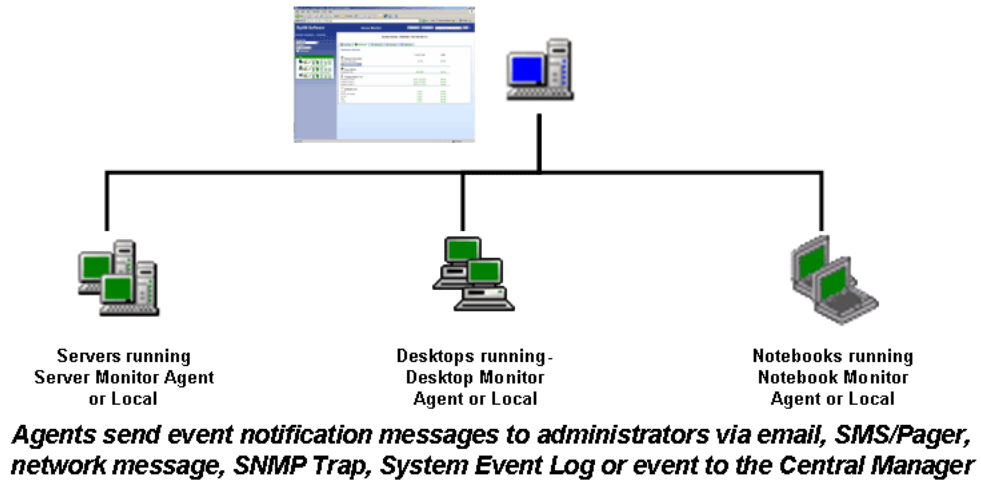 Server Monitor
Servers running
Server Monitor Agent
or Local
Desktops running-
Desktop Monitor
Agent or Local
Notebooks running
Notebook Monitor
Agent or Local
Agents send event notification messages to administrators via email, SMS/Pager,
network message, SNMP Trap, System Event Log or event to the Central Manager